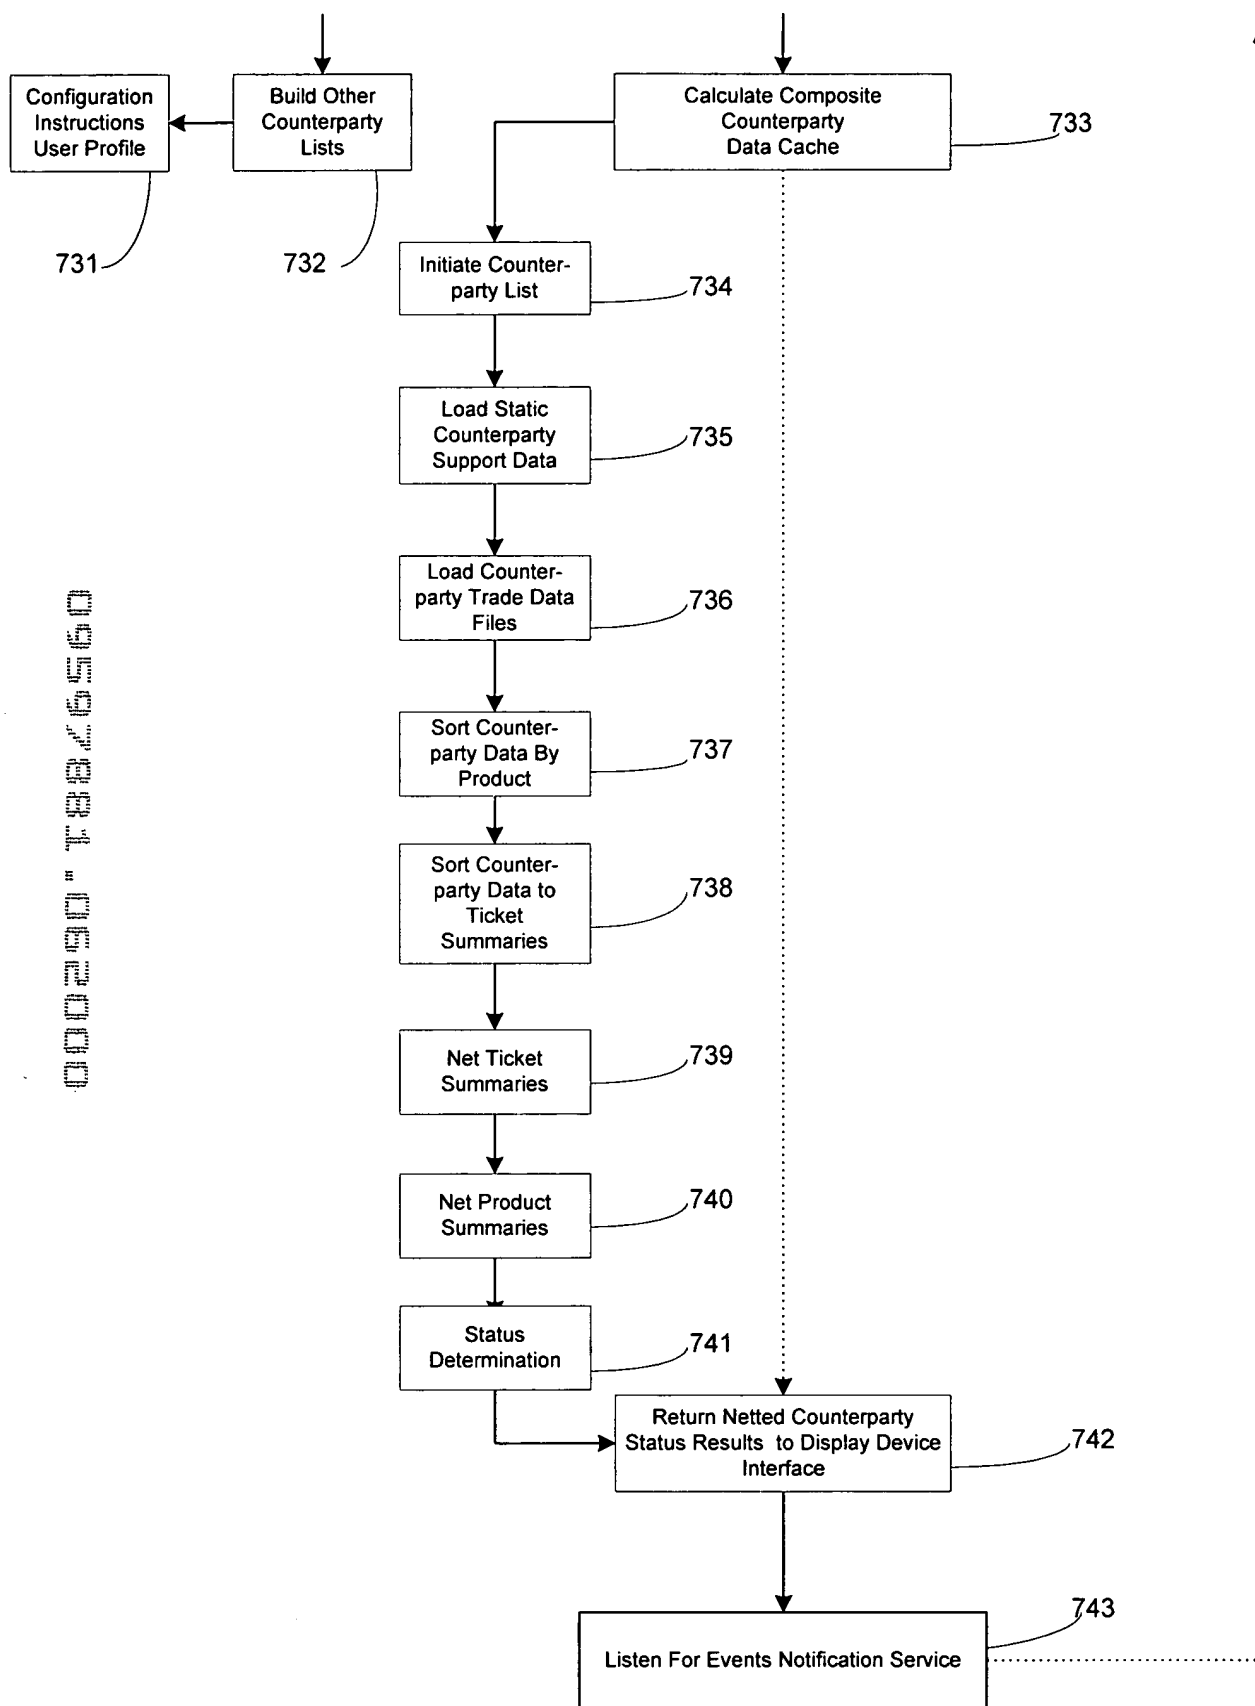 Configuration
Instructions
User Profile
731
Build Other
Counterparty
Lists
732
Calculate Composite
Counterparty
Data Cache
733
Initiate Counter-
party List
734
Load Static
Counterparty
Support Data
735
Load Counter-
party Trade Data
Files
736
Sort Counter-
party Data By
Product
737
Sort Counter-
party Data to
Ticket
Summaries
738
Net Ticket
Summaries
739
Net Product
Summaries
740
Status
Determination
741
Return Netted Counterparty
Status Results to Display Device
Interface
742
Listen For Events Notification Service
743
09597881.062000